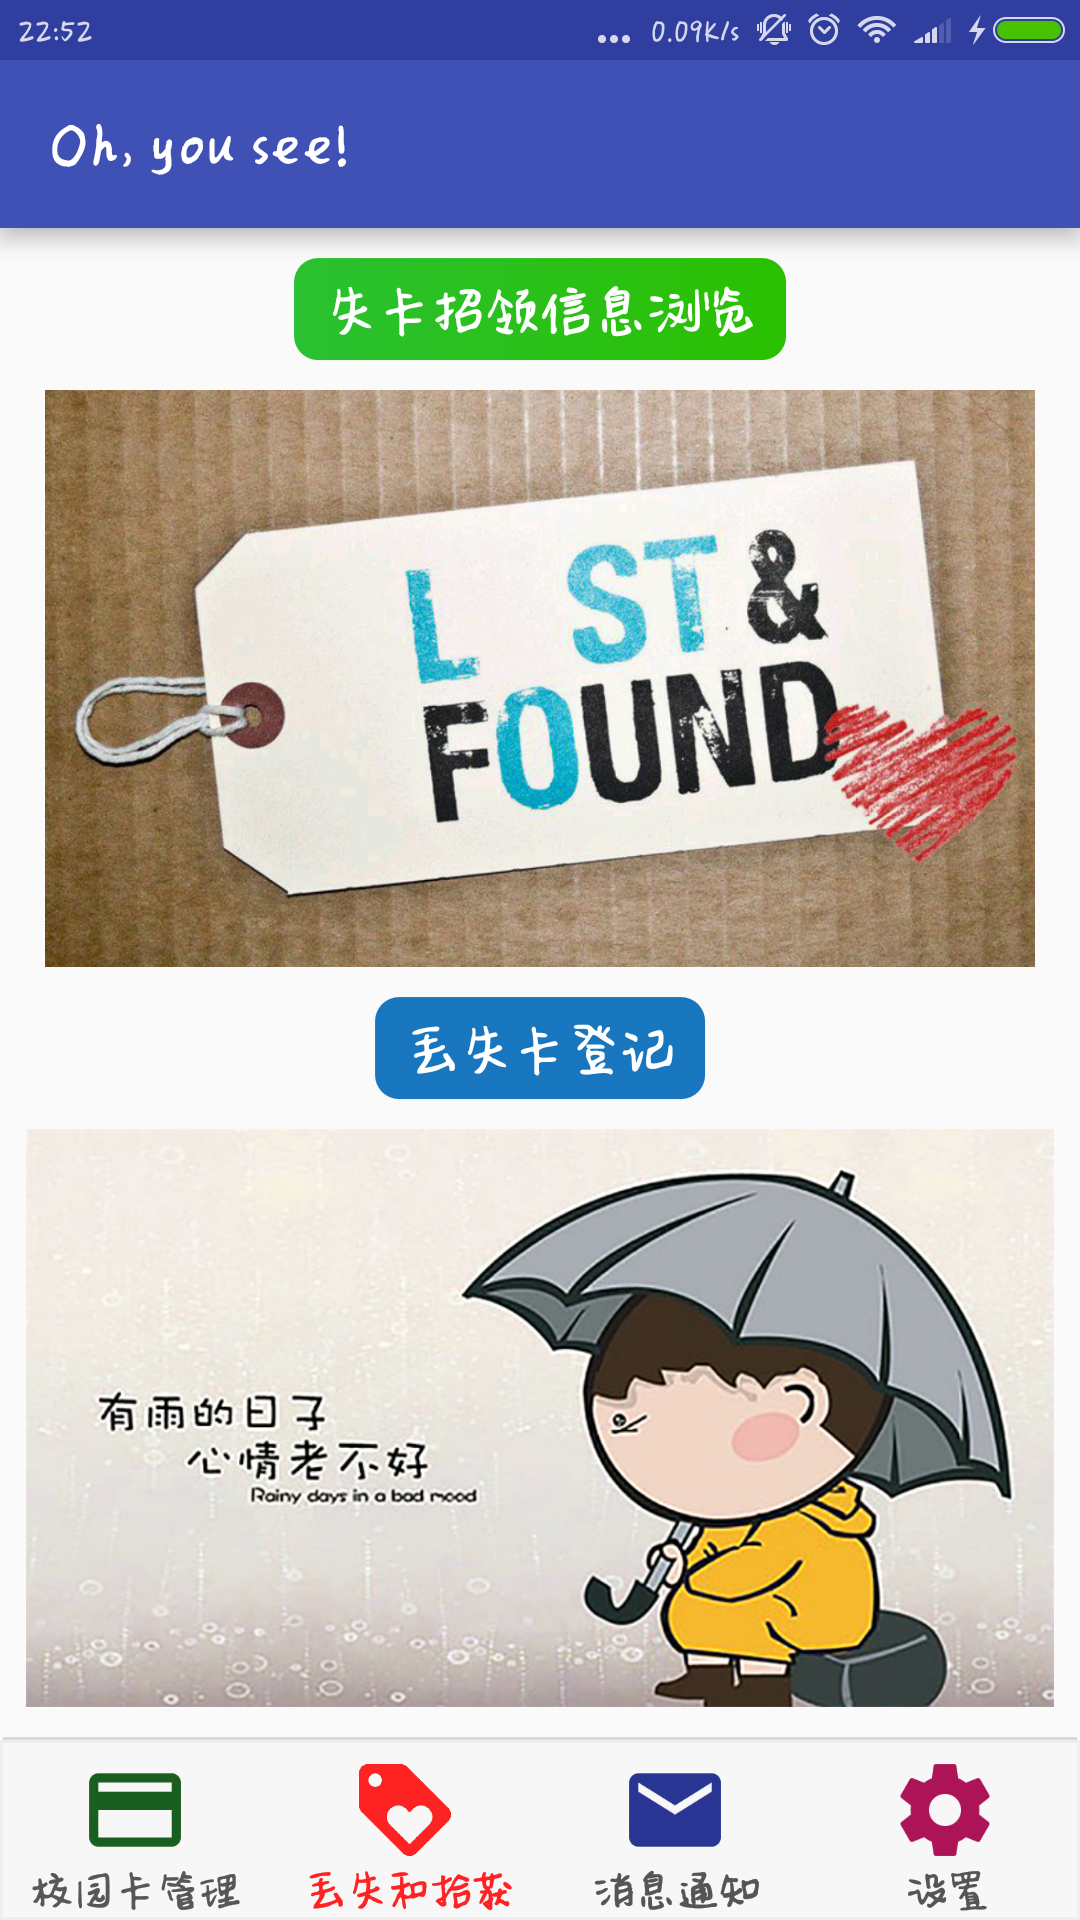 22:52
... 0.09K/s
Oh, you see!
失卡招领信息浏览
L ST &
FOUND
丢失卡登记
有雨的日子
心情老不好
Rainy days in a bad mood
校园卡管理
丢失和拾获
消息通知
设置